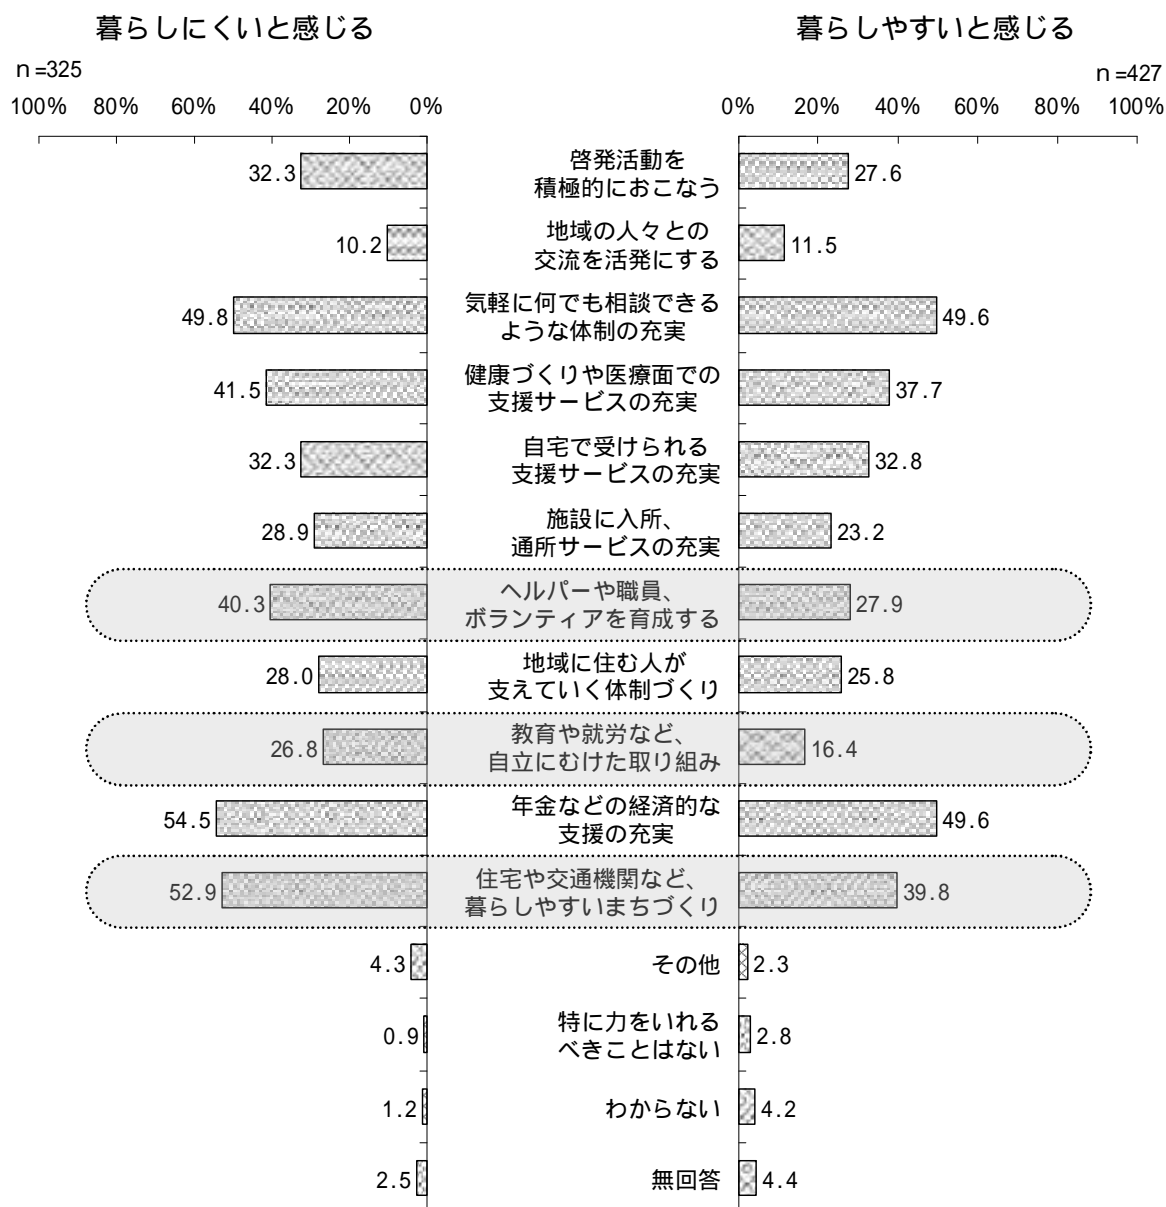 暮らしにくいと感じる 暮らしやすいと感じる
n=325 n=427
100% 80% 60% 40% 20% 0% 0% 20% 40% 60% 80% 100%
32.3 啓発活動を 27.6
積極的におこなう
10.2 地域の人々との 11.5
交流を活発にする
49.8 気軽に何でも相談できる 49.6
ような体制の充実
41.5 健康づくりや医療面での 37.7
支援サービスの充実
32.3 自宅で受けられる 32.8
支援サービスの充実
28.9 施設に入所、 23.2
通所サービスの充実
40.3 ヘルパーや職員、 27.9
ボランティアを育成する
28.0 地域に住む人が 25.8
支えていく体制づくり
26.8 教育や就労など、 16.4
自立にむけた取り組み
54.5 年金などの経済的な 49.6
支援の充実
52.9 住宅や交通機関など、 39.8
暮らしやすいまちづくり
4.3 その他 2.3
0.9 特に力をいれる 2.8
べきことはない
1.2 わからない 4.2
2.5 無回答 4.4